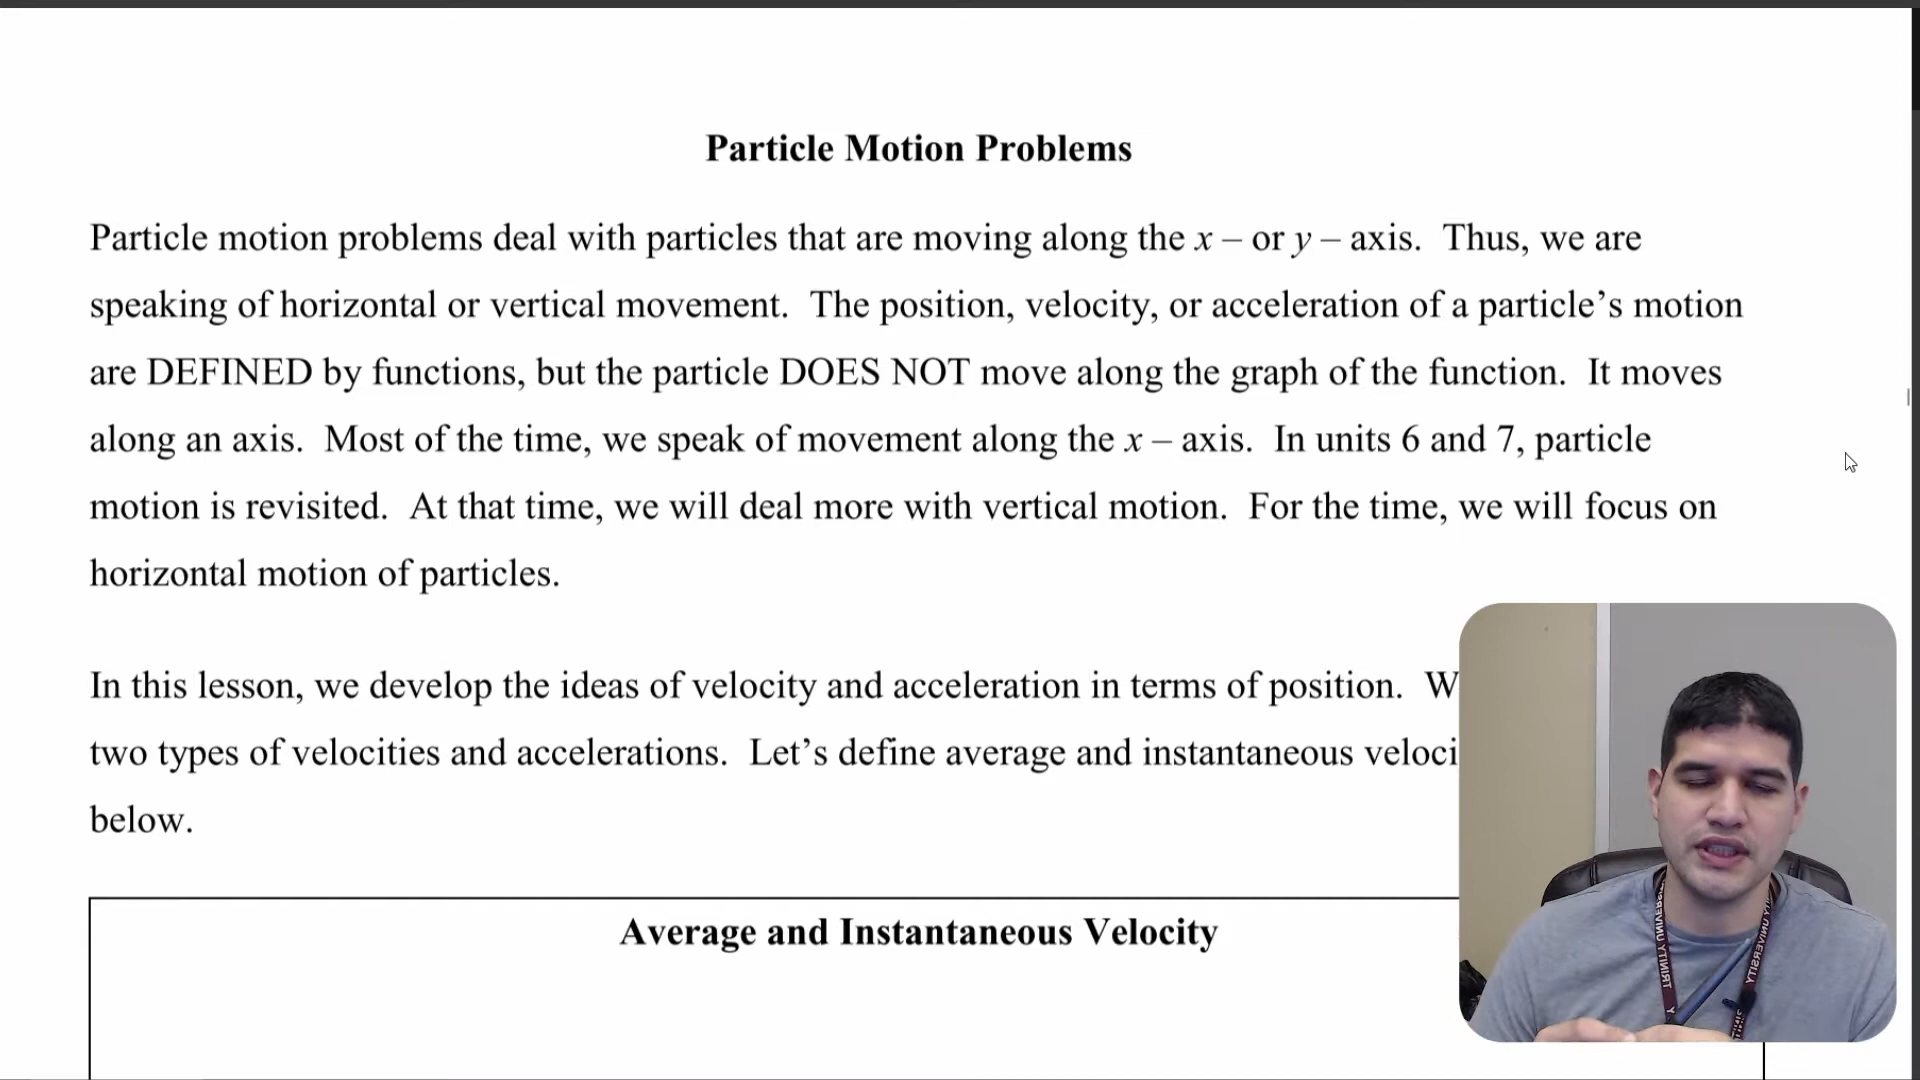 Particle Motion Problems
Particle motion problems deal with particles that are moving along the x – or y – axis. Thus, we are
speaking of horizontal or vertical movement. The position, velocity, or acceleration of a particle’s motion
are DEFINED by functions, but the particle DOES NOT move along the graph of the function. It moves
along an axis. Most of the time, we speak of movement along the x – axis. In units 6 and 7, particle
motion is revisited. At that time, we will deal more with vertical motion. For the time, we will focus on
horizontal motion of particles.
In this lesson, we develop the ideas of velocity and acceleration in terms of position. W
two types of velocities and accelerations. Let’s define average and instantaneous veloci
below.
Average and Instantaneous Velocity
TRINITY UNIVERSI
UNIVERSITY